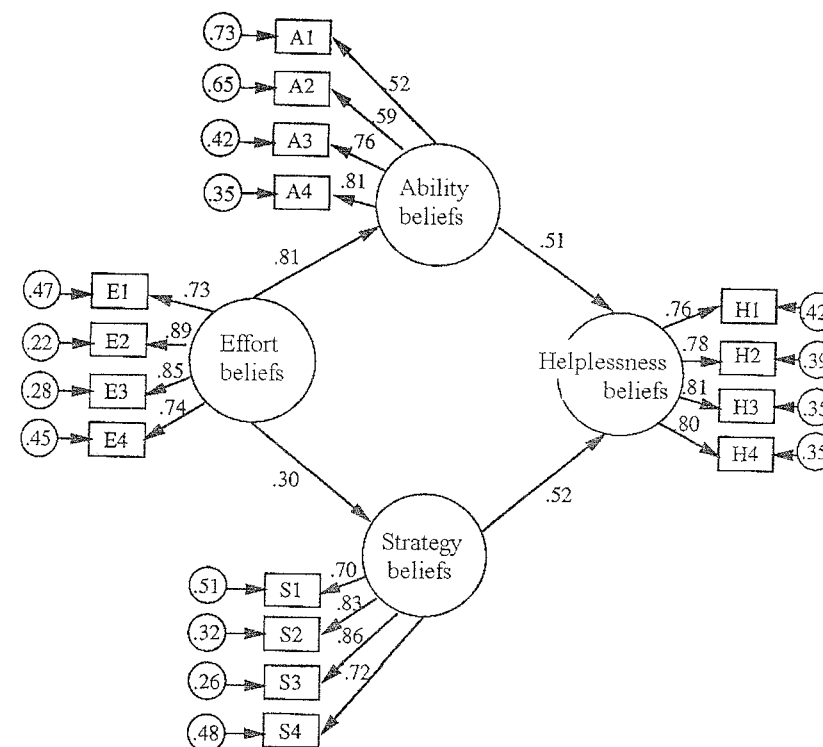 .73 A1
.52
.65 A2
.59
.42 A3
.76
.35 A4
.81
Ability
beliefs
.81
.51
.47 E1
.73
.22 E2
.89
.28 E3
.85
.45 E4
.74
Effort
beliefs
Helplessness
beliefs
.76 H1 .42
.78 H2 .39
.81 H3 .35
.80 H4 .35
.30
.52
Strategy
beliefs
.51 S1
.70
.32 S2
.83
.26 S3
.86
.48 S4
.72